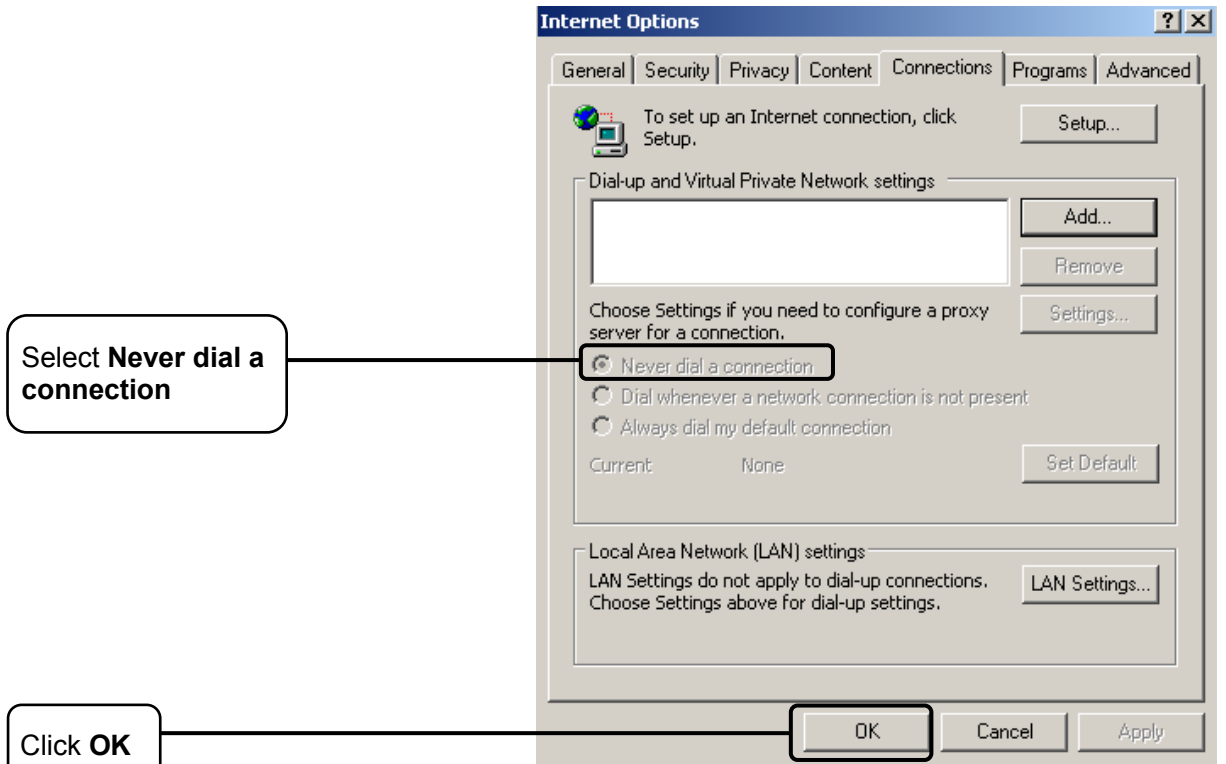 Internet Options
General Security Privacy Content Connections Programs Advanced
To set up an Internet connection, click
Setup.
Setup...
Dial-up and Virtual Private Network settings
Add...
Remove
Choose Settings if you need to configure a proxy
server for a connection.
Settings...
Select Never dial a
connection
Never dial a connection
Dial whenever a network connection is not present
Always dial my default connection
Current None
Set Default
Local Area Network (LAN) settings
LAN Settings do not apply to dial-up connections.
Choose Settings above for dial-up settings.
LAN Settings...
Click OK
OK Cancel Apply